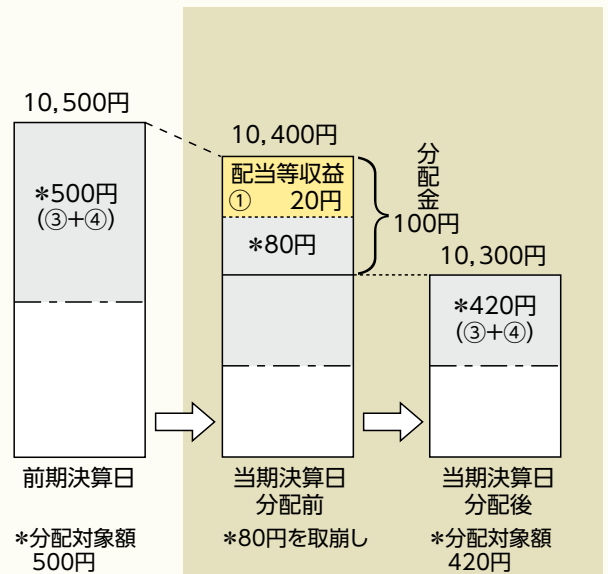 10,500円
＊500円
(③+④)
前期決算日
＊分配対象額
500円
10,400円
配当等収益
① 20円
＊80円
分配金
100円
当期決算日
分配前
＊80円を取崩し
10,300円
＊420円
(③+④)
当期決算日
分配後
＊分配対象額
420円